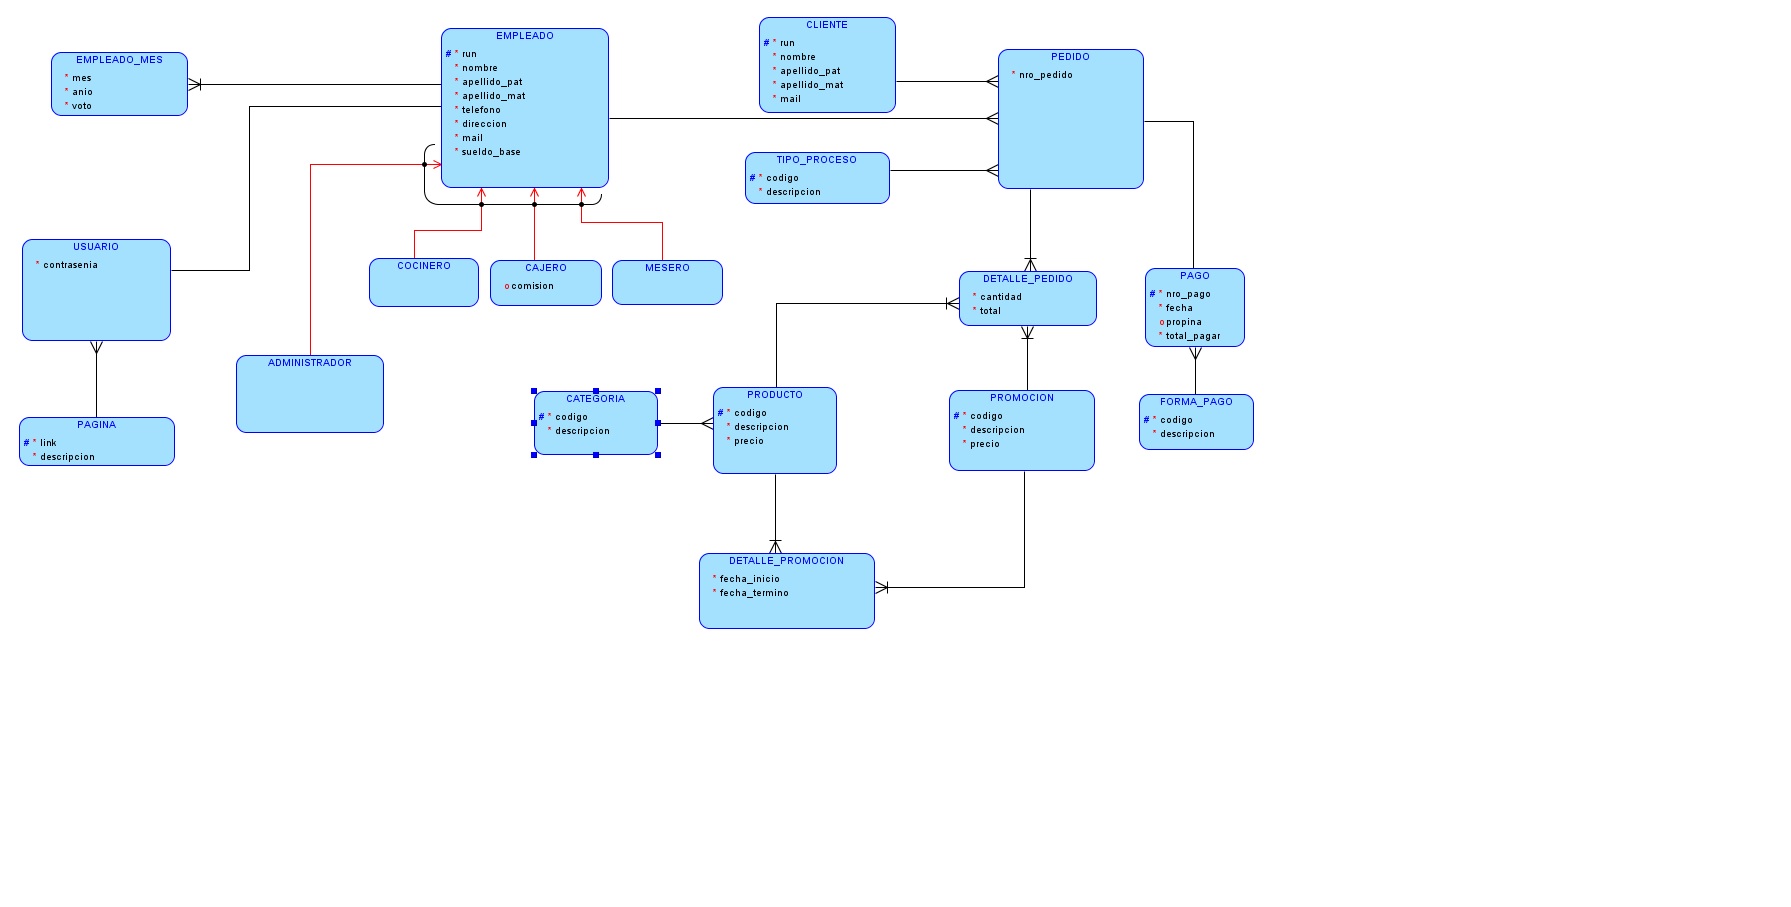 EMPLEADO_MES
* mes
* anio
* voto
EMPLEADO
# * run
* nombre
* apellido_pat
* apellido_mat
* telefono
* direccion
* mail
* sueldo_base
CLIENTE
# * run
* nombre
* apellido_pat
* apellido_mat
* mail
PEDIDO
* nro_pedido
TIPO_PROCESO
# * codigo
* descripcion
USUARIO
* contrasenia
COCINERO
CAJERO
o comision
MESERO
DETALLE_PEDIDO
* cantidad
* total
PAGO
# * nro_pago
* fecha
o propina
* total_pagar
ADMINISTRADOR
PAGINA
# * link
* descripcion
CATEGORIA
# * codigo
* descripcion
PRODUCTO
# * codigo
* descripcion
* precio
PROMOCION
# * codigo
* descripcion
* precio
FORMA_PAGO
# * codigo
* descripcion
DETALLE_PROMOCION
* fecha_inicio
* fecha_termino